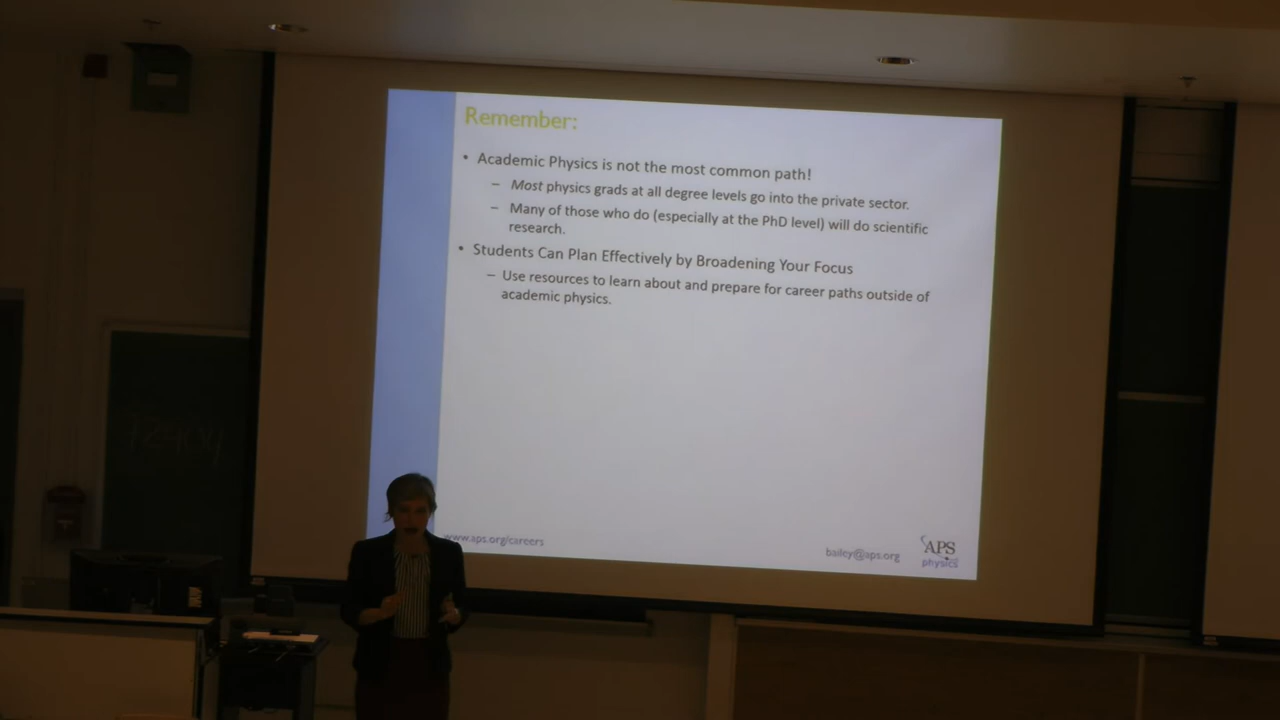 Remember:
• Academic Physics is not the most common path!
– Most physics grads at all degree levels go into the private sector.
– Many of those who do (especially at the PhD level) will do scientific
research.
• Students Can Plan Effectively by Broadening Your Focus
– Use resources to learn about and prepare for career paths outside of
academic physics.
www.aps.org/careers
bailey@aps.org
APS
physics